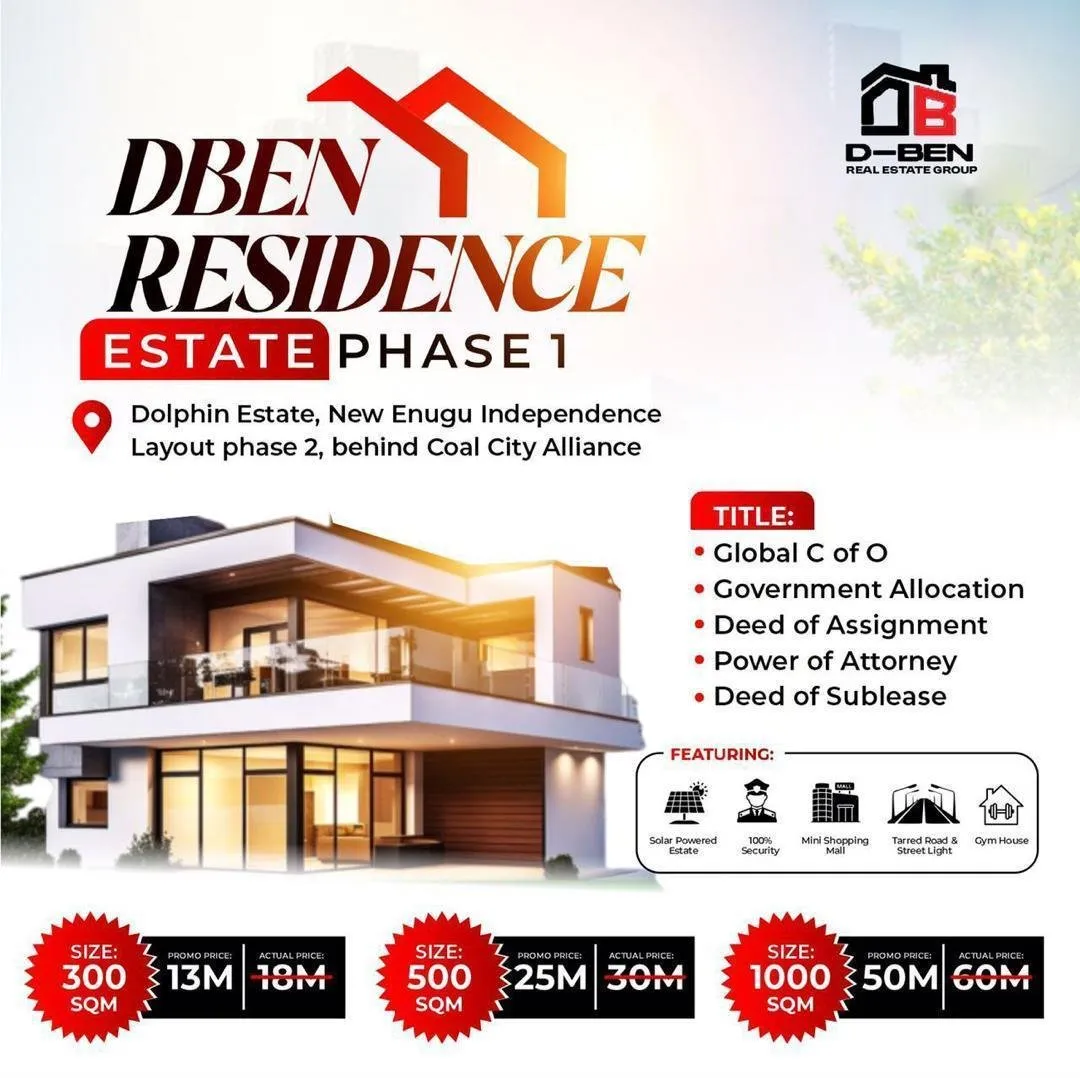 DBEN
RESIDENCE
ESTATE PHASE 1
D-BEN
REAL ESTATE GROUP
Dolphin Estate, New Enugu Independence
Layout phase 2, behind Coal City Alliance
TITLE:
• Global C of O
• Government Allocation
• Deed of Assignment
• Power of Attorney
• Deed of Sublease
FEATURING:
MALL
Solar Powered
Estate
100%
Security
Mini Shopping
Mall
Tarred Road &
Street Light
Gym House
SIZE:
300
SQM
PROMO PRICE:
13M
ACTUAL PRICE:
18M
SIZE:
500
SQM
PROMO PRICE:
25M
ACTUAL PRICE:
30M
SIZE:
1000
SQM
PROMO PRICE:
50M
ACTUAL PRICE:
60M